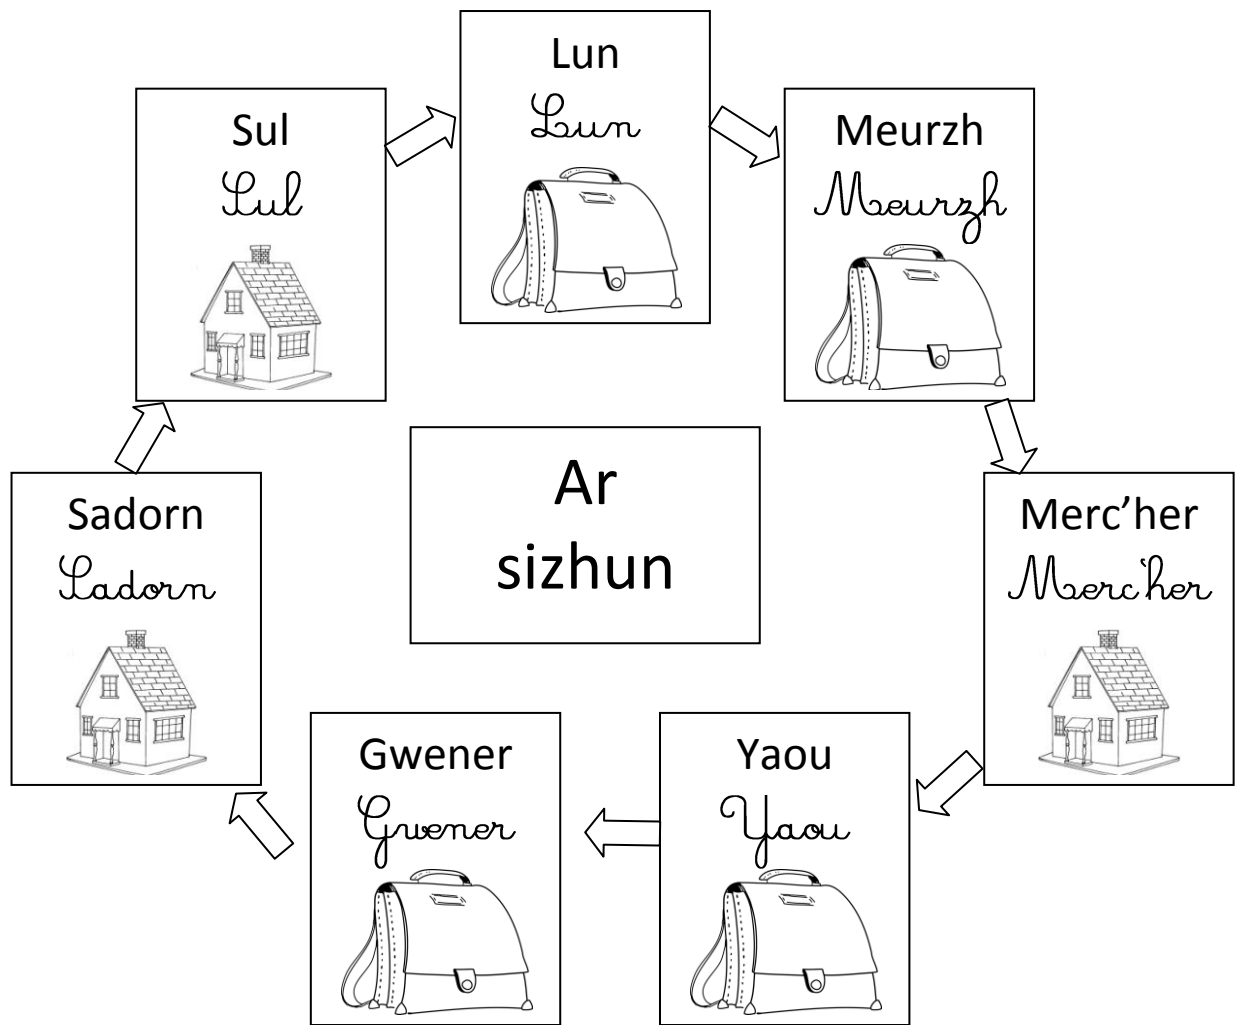 Lun
Lun
Meurzh
Meurzh
Merc’her
Merc’her
Yaou
Yaou
Gwener
Gwener
Sadorn
Sadorn
Sul
Sul
Ar
sizhun